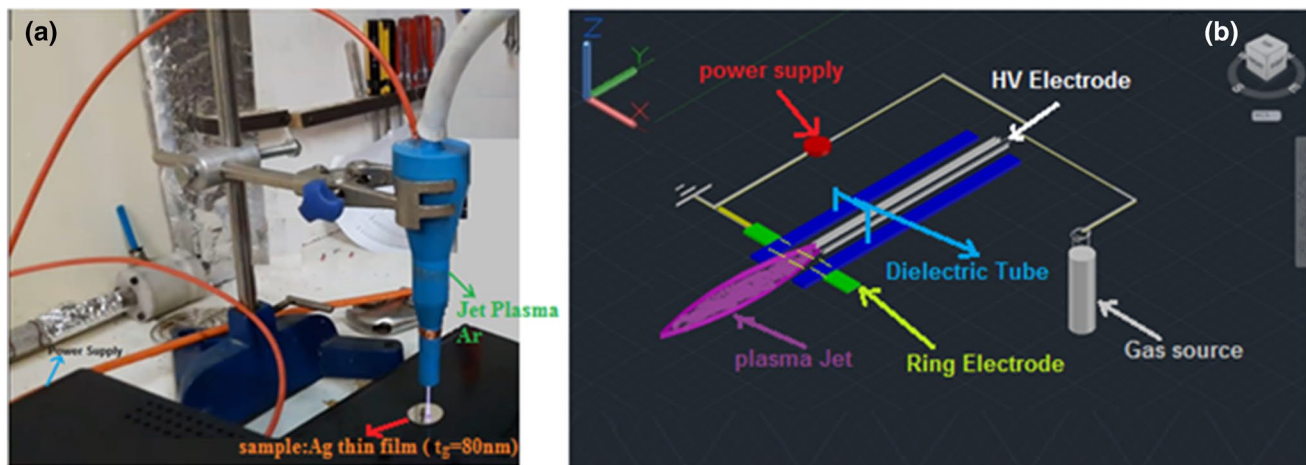 (a)
Jet Plasma
Ar
Power Supply
sample:Ag thin film ( tg=80nm)
(b)
Z
Y
X
power supply
HV Electrode
Dielectric Tube
plasma Jet
Ring Electrode
Gas source